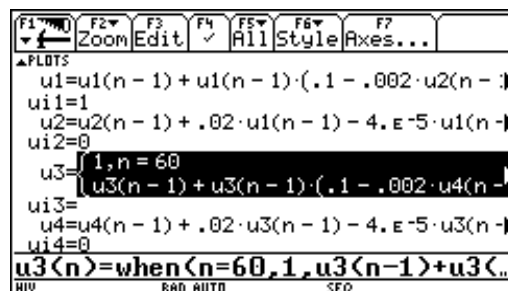 F1 F2 F3 F4 F5 F6 F7
Zoom Edit ✓ All Style Axes...
▲PLOTS
u1=u1(n - 1) + u1(n - 1)·(.1 - .002·u2(n -
ui1=1
u2=u2(n - 1) + .02·u1(n - 1) - 4.ᴇ-5·u1(n -
ui2=0
u3={ 1,n = 60
u3(n - 1) + u3(n - 1)·(.1 - .002·u4(n -
ui3=
u4=u4(n - 1) + .02·u3(n - 1) - 4.ᴇ-5·u3(n -
ui4=0
u3(n)=when(n=60,1,u3(n-1)+u3(…
HIV RAD AUTO SEQ